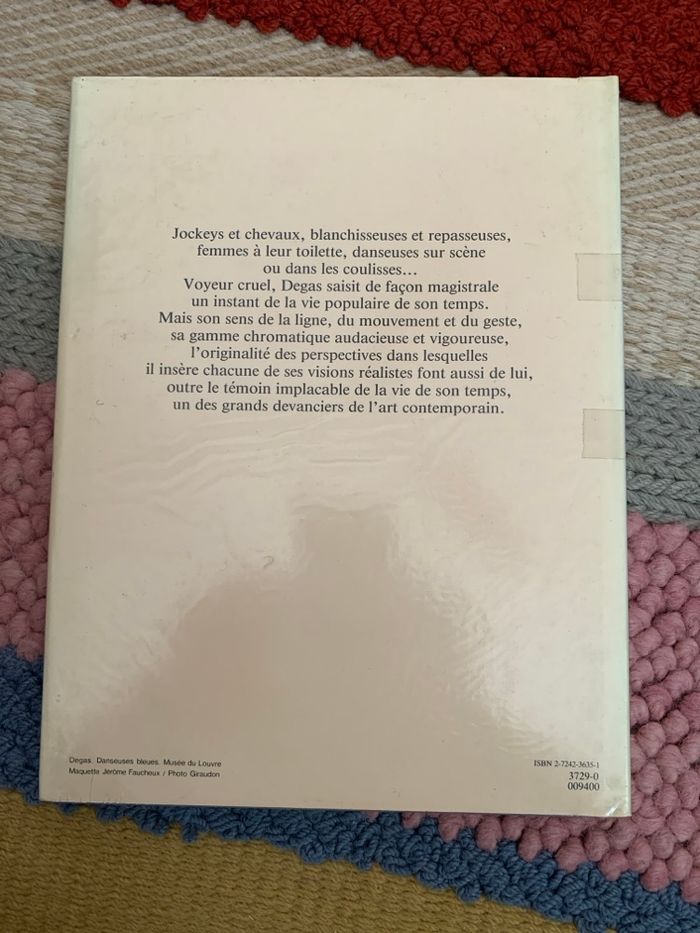 Jockeys et chevaux, blanchisseuses et repasseuses,
femmes à leur toilette, danseuses sur scène
ou dans les coulisses...
Voyeur cruel, Degas saisit de façon magistrale
un instant de la vie populaire de son temps.
Mais son sens de la ligne, du mouvement et du geste,
sa gamme chromatique audacieuse et vigoureuse,
l'originalité des perspectives dans lesquelles
il insère chacune de ses visions réalistes font aussi de lui,
outre le témoin implacable de la vie de son temps,
un des grands devanciers de l'art contemporain.
Degas. Danseuses bleues. Musée du Louvre
Maquette Jérôme Faucheux / Photo Giraudon
ISBN 2-7242-3635-1
3729-0
009400